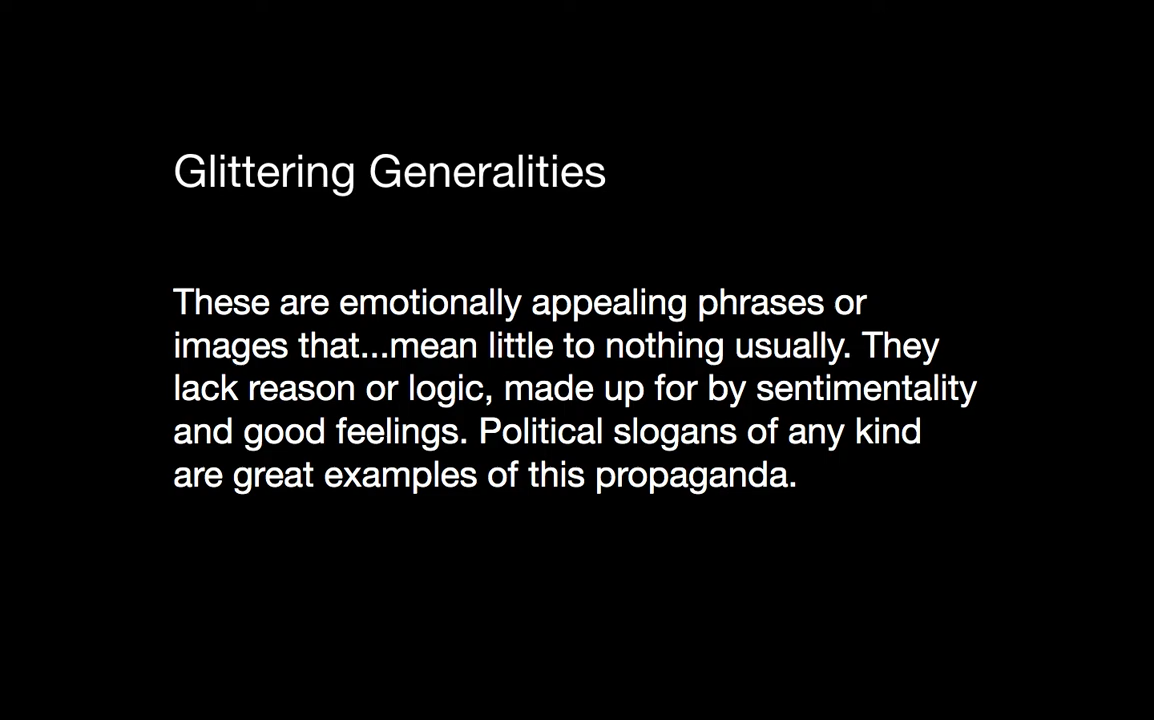 Glittering Generalities
These are emotionally appealing phrases or
images that...mean little to nothing usually. They
lack reason or logic, made up for by sentimentality
and good feelings. Political slogans of any kind
are great examples of this propaganda.